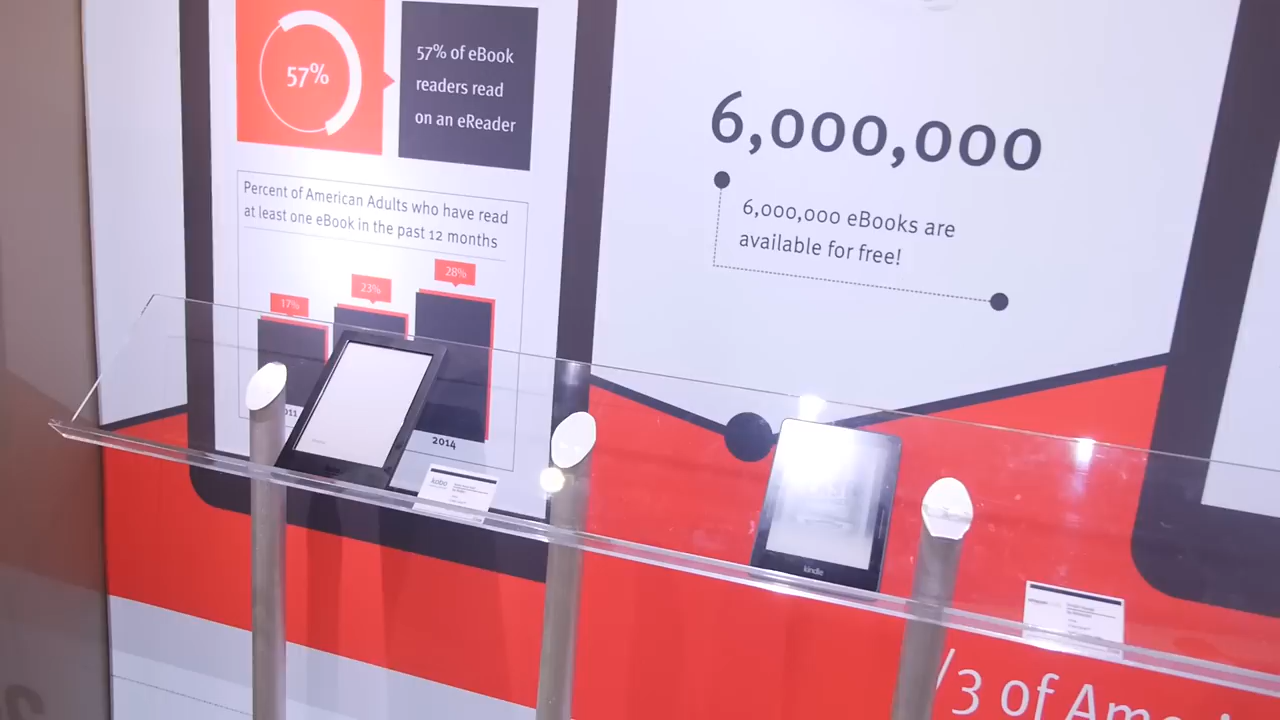 57%
57% of eBook
readers read
on an eReader
Percent of American Adults who have read
at least one eBook in the past 12 months
17%
23%
28%
2014
6,000,000
6,000,000 eBooks are
available for free!
kobo
kindle
/3 of Am